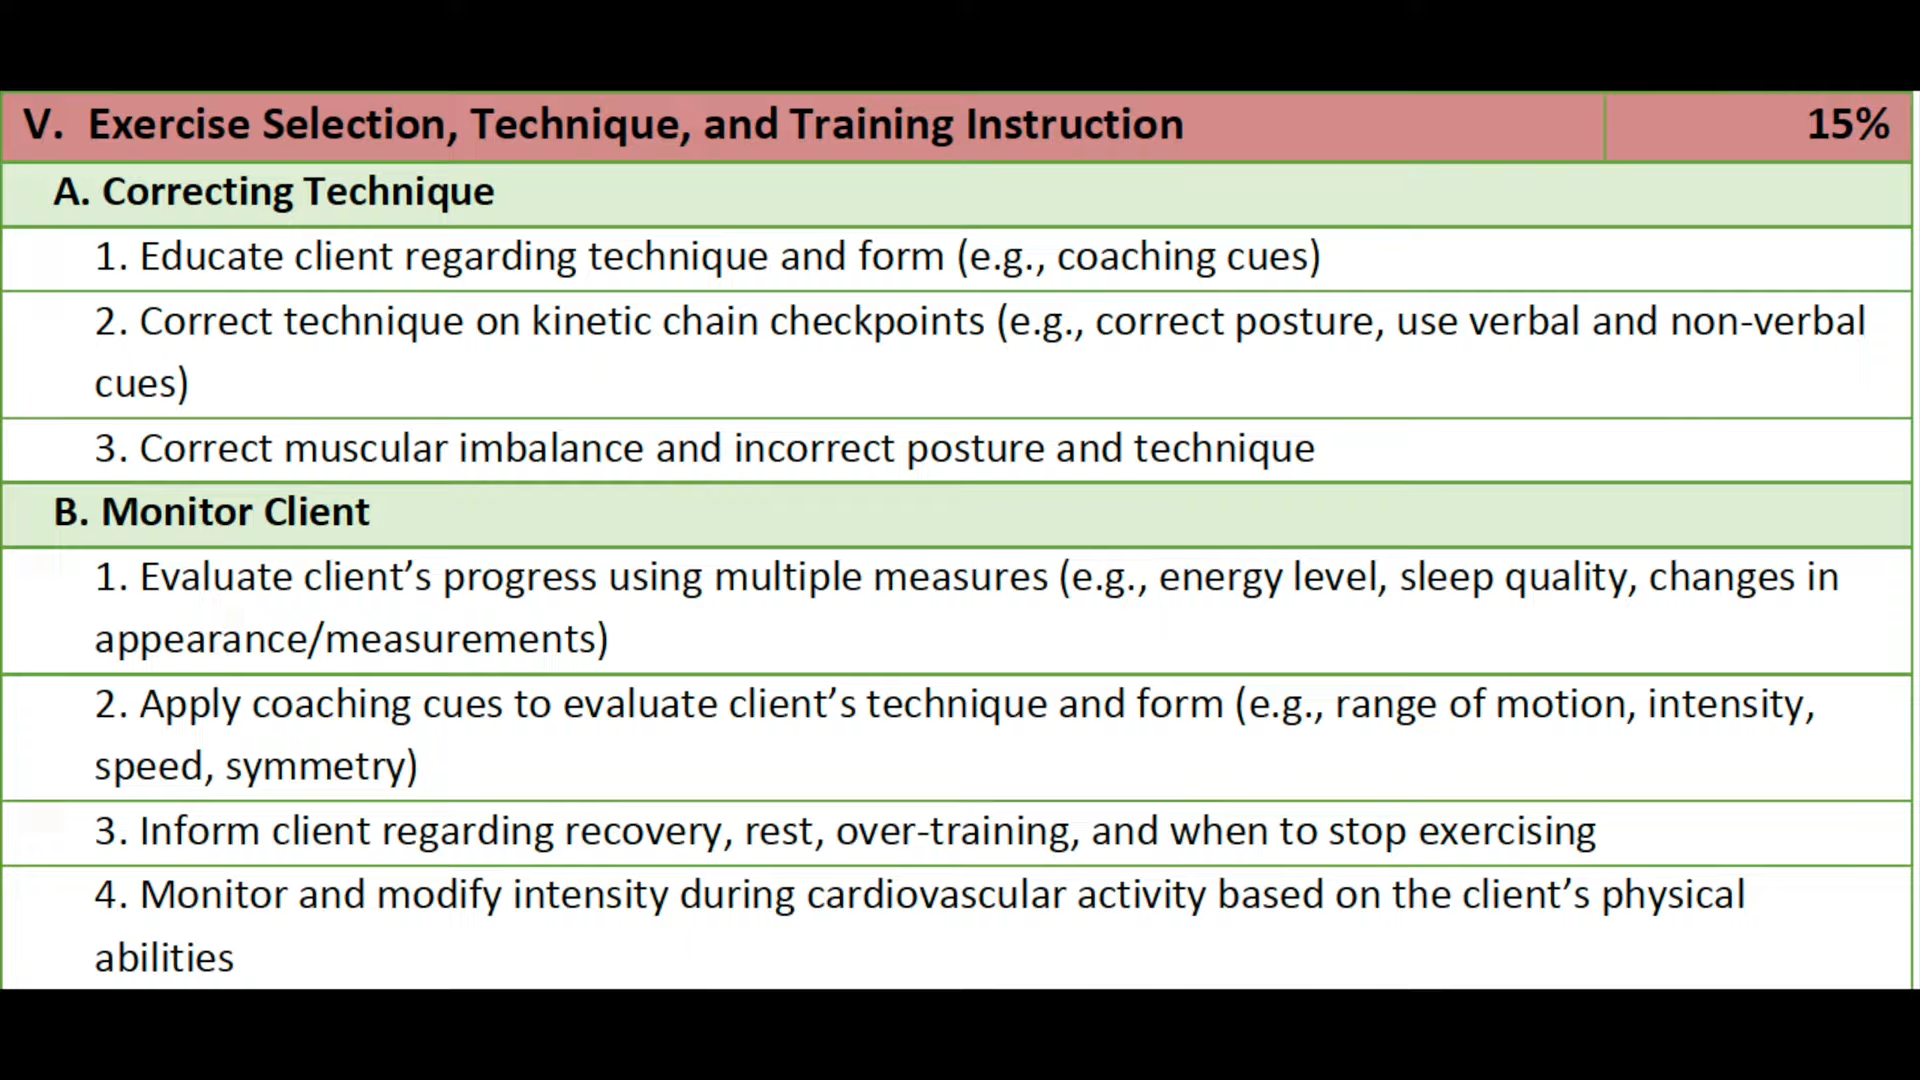 V. Exercise Selection, Technique, and Training Instruction 15%
A. Correcting Technique
1. Educate client regarding technique and form (e.g., coaching cues)
2. Correct technique on kinetic chain checkpoints (e.g., correct posture, use verbal and non-verbal
cues)
3. Correct muscular imbalance and incorrect posture and technique
B. Monitor Client
1. Evaluate client’s progress using multiple measures (e.g., energy level, sleep quality, changes in
appearance/measurements)
2. Apply coaching cues to evaluate client’s technique and form (e.g., range of motion, intensity,
speed, symmetry)
3. Inform client regarding recovery, rest, over-training, and when to stop exercising
4. Monitor and modify intensity during cardiovascular activity based on the client’s physical
abilities